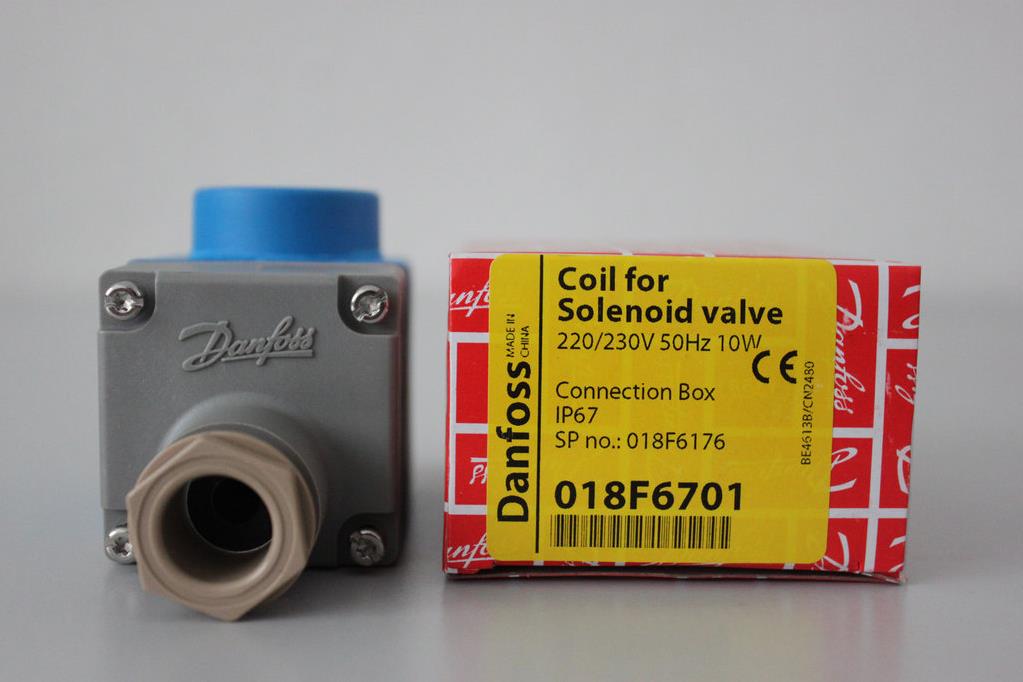 Danfoss
Danfoss
MADE IN
CHINA
Coil for
Solenoid valve
220/230V 50Hz 10W
CE
Connection Box
IP67
SP no.: 018F6176
018F6701
BE4613B/CN2480
Danfoss